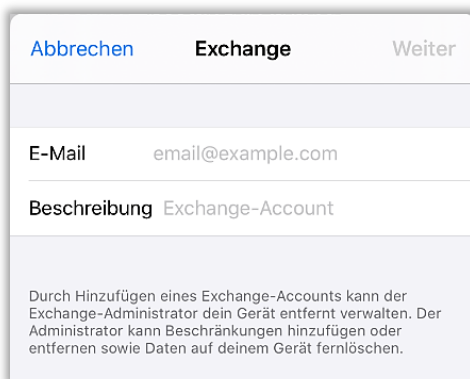 Abbrechen Exchange Weiter
E-Mail email@example.com
Beschreibung Exchange-Account
Durch Hinzufügen eines Exchange-Accounts kann der
Exchange-Administrator dein Gerät entfernt verwalten. Der
Administrator kann Beschränkungen hinzufügen oder
entfernen sowie Daten auf deinem Gerät fernlöschen.